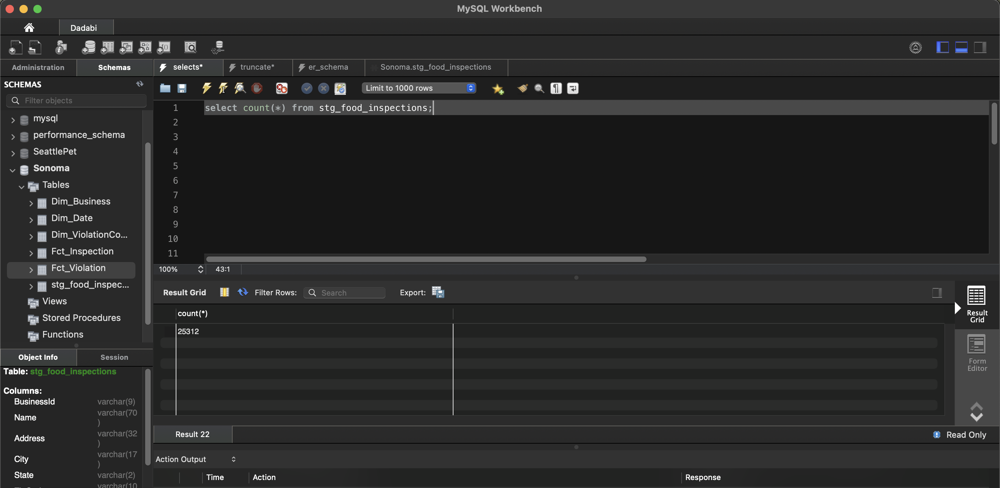 MySQL Workbench
Dadabi
Administration
Schemas
selects*
truncate*
er_schema
Sonoma.stg_food_inspections
SCHEMAS
Filter objects
Limit to 1000 rows
mysql
performance_schema
SeattlePet
Sonoma
Tables
Dim_Business
Dim_Date
Dim_ViolationCo...
Fct_Inspection
Fct_Violation
stg_food_inspec...
Views
Stored Procedures
Functions
1 select count(*) from stg_food_inspections;
2
3
4
5
6
7
8
9
10
11
100% 43:1
Result Grid Filter Rows: Search Export:
count(*)
25312
Result
Grid
Form
Editor
Result 22
Read Only
Object Info
Session
Table: stg_food_inspections
Columns:
BusinessId varchar(9)
Name varchar(70
)
Address varchar(32
)
City varchar(17
)
State varchar(2)
varchar(10
Action Output
Time Action Response